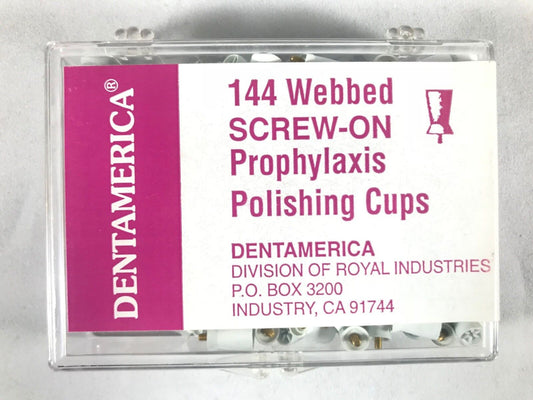 DENTAMERICA®
144 Webbed
SCREW-ON
Prophylaxis
Polishing Cups
DENTAMERICA
DIVISION OF ROYAL INDUSTRIES
P.O. BOX 3200
INDUSTRY, CA 91744